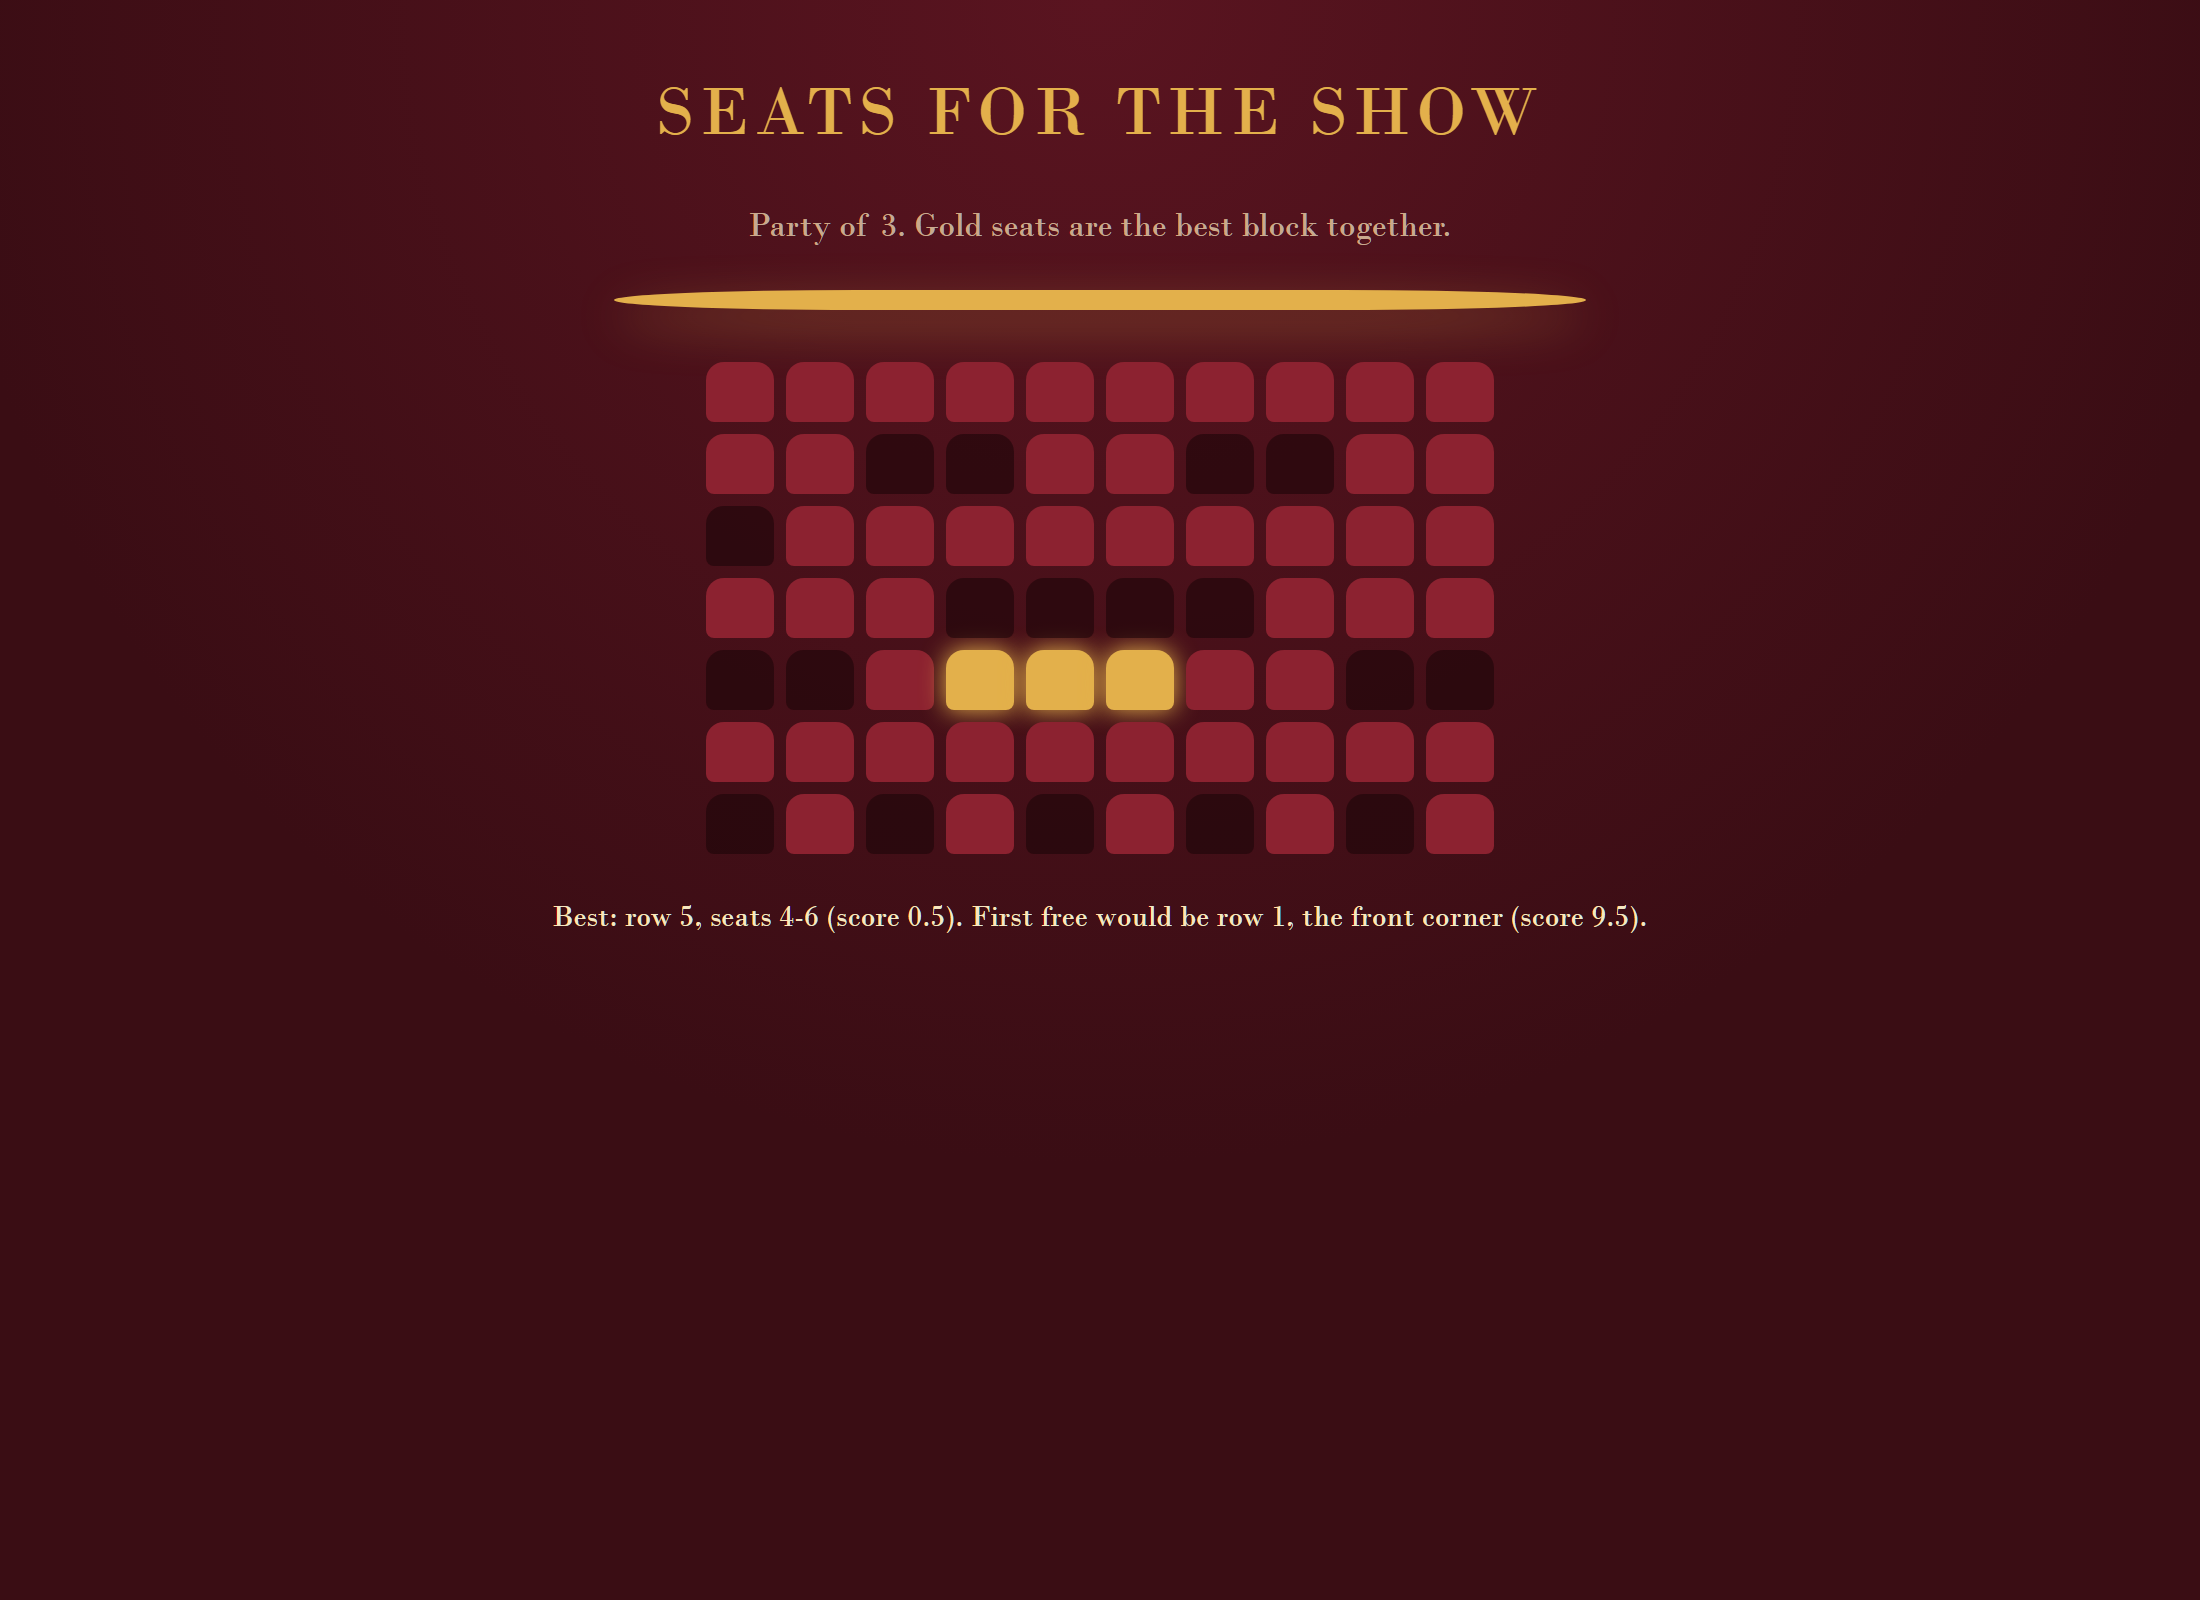 SEATS FOR THE SHOW
Party of 3. Gold seats are the best block together.
Best: row 5, seats 4-6 (score 0.5). First free would be row 1, the front corner (score 9.5).